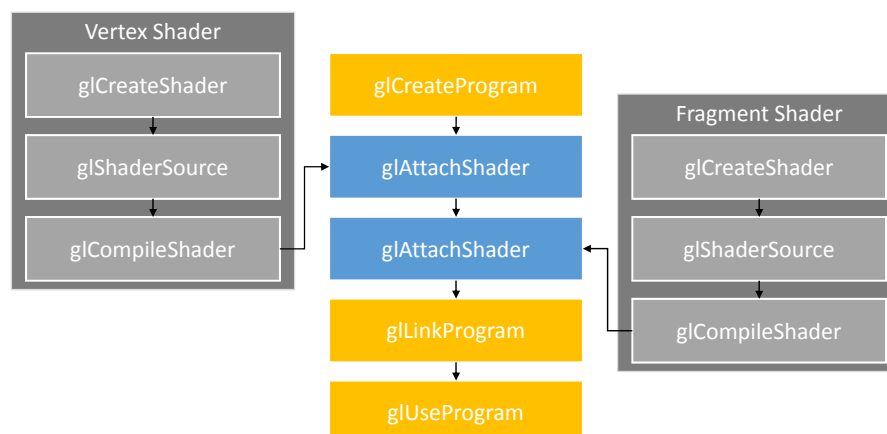 Vertex Shader
glCreateShader
glShaderSource
glCompileShader
glCreateProgram
glAttachShader
glAttachShader
glLinkProgram
glUseProgram
Fragment Shader
glCreateShader
glShaderSource
glCompileShader